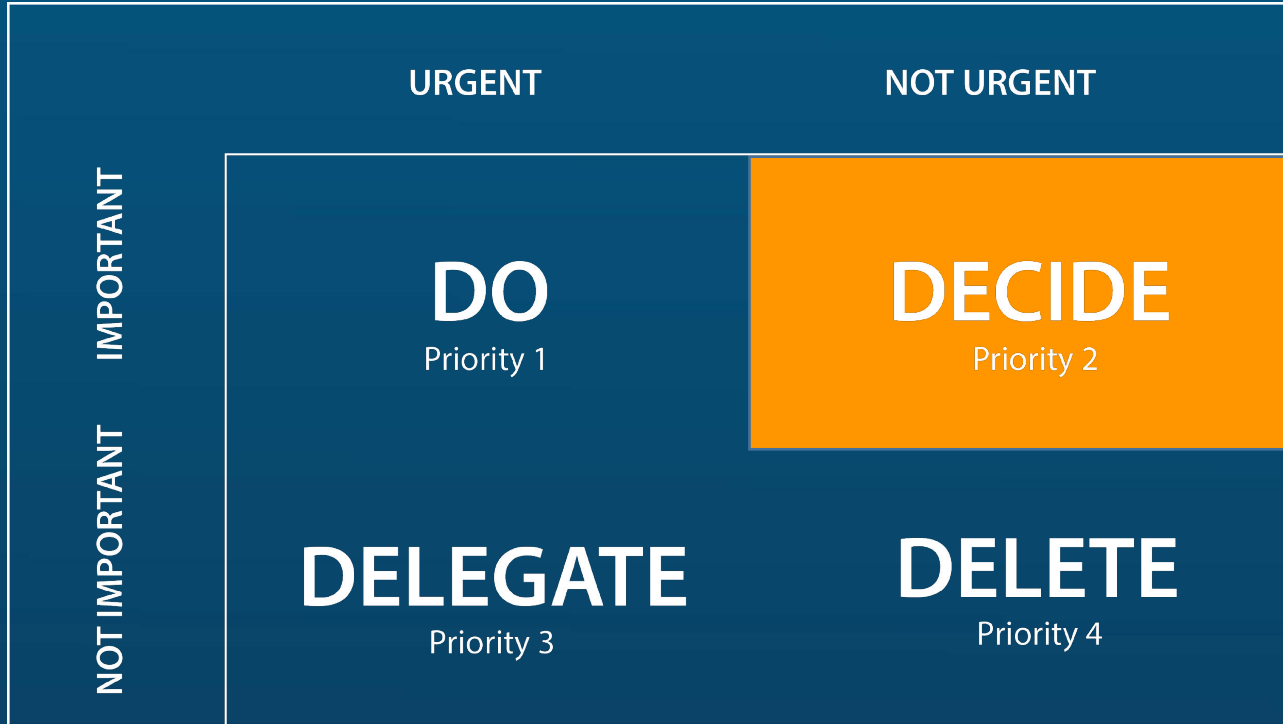 URGENT
NOT URGENT
IMPORTANT
DO
Priority 1
DECIDE
Priority 2
NOT IMPORTANT
DELEGATE
Priority 3
DELETE
Priority 4